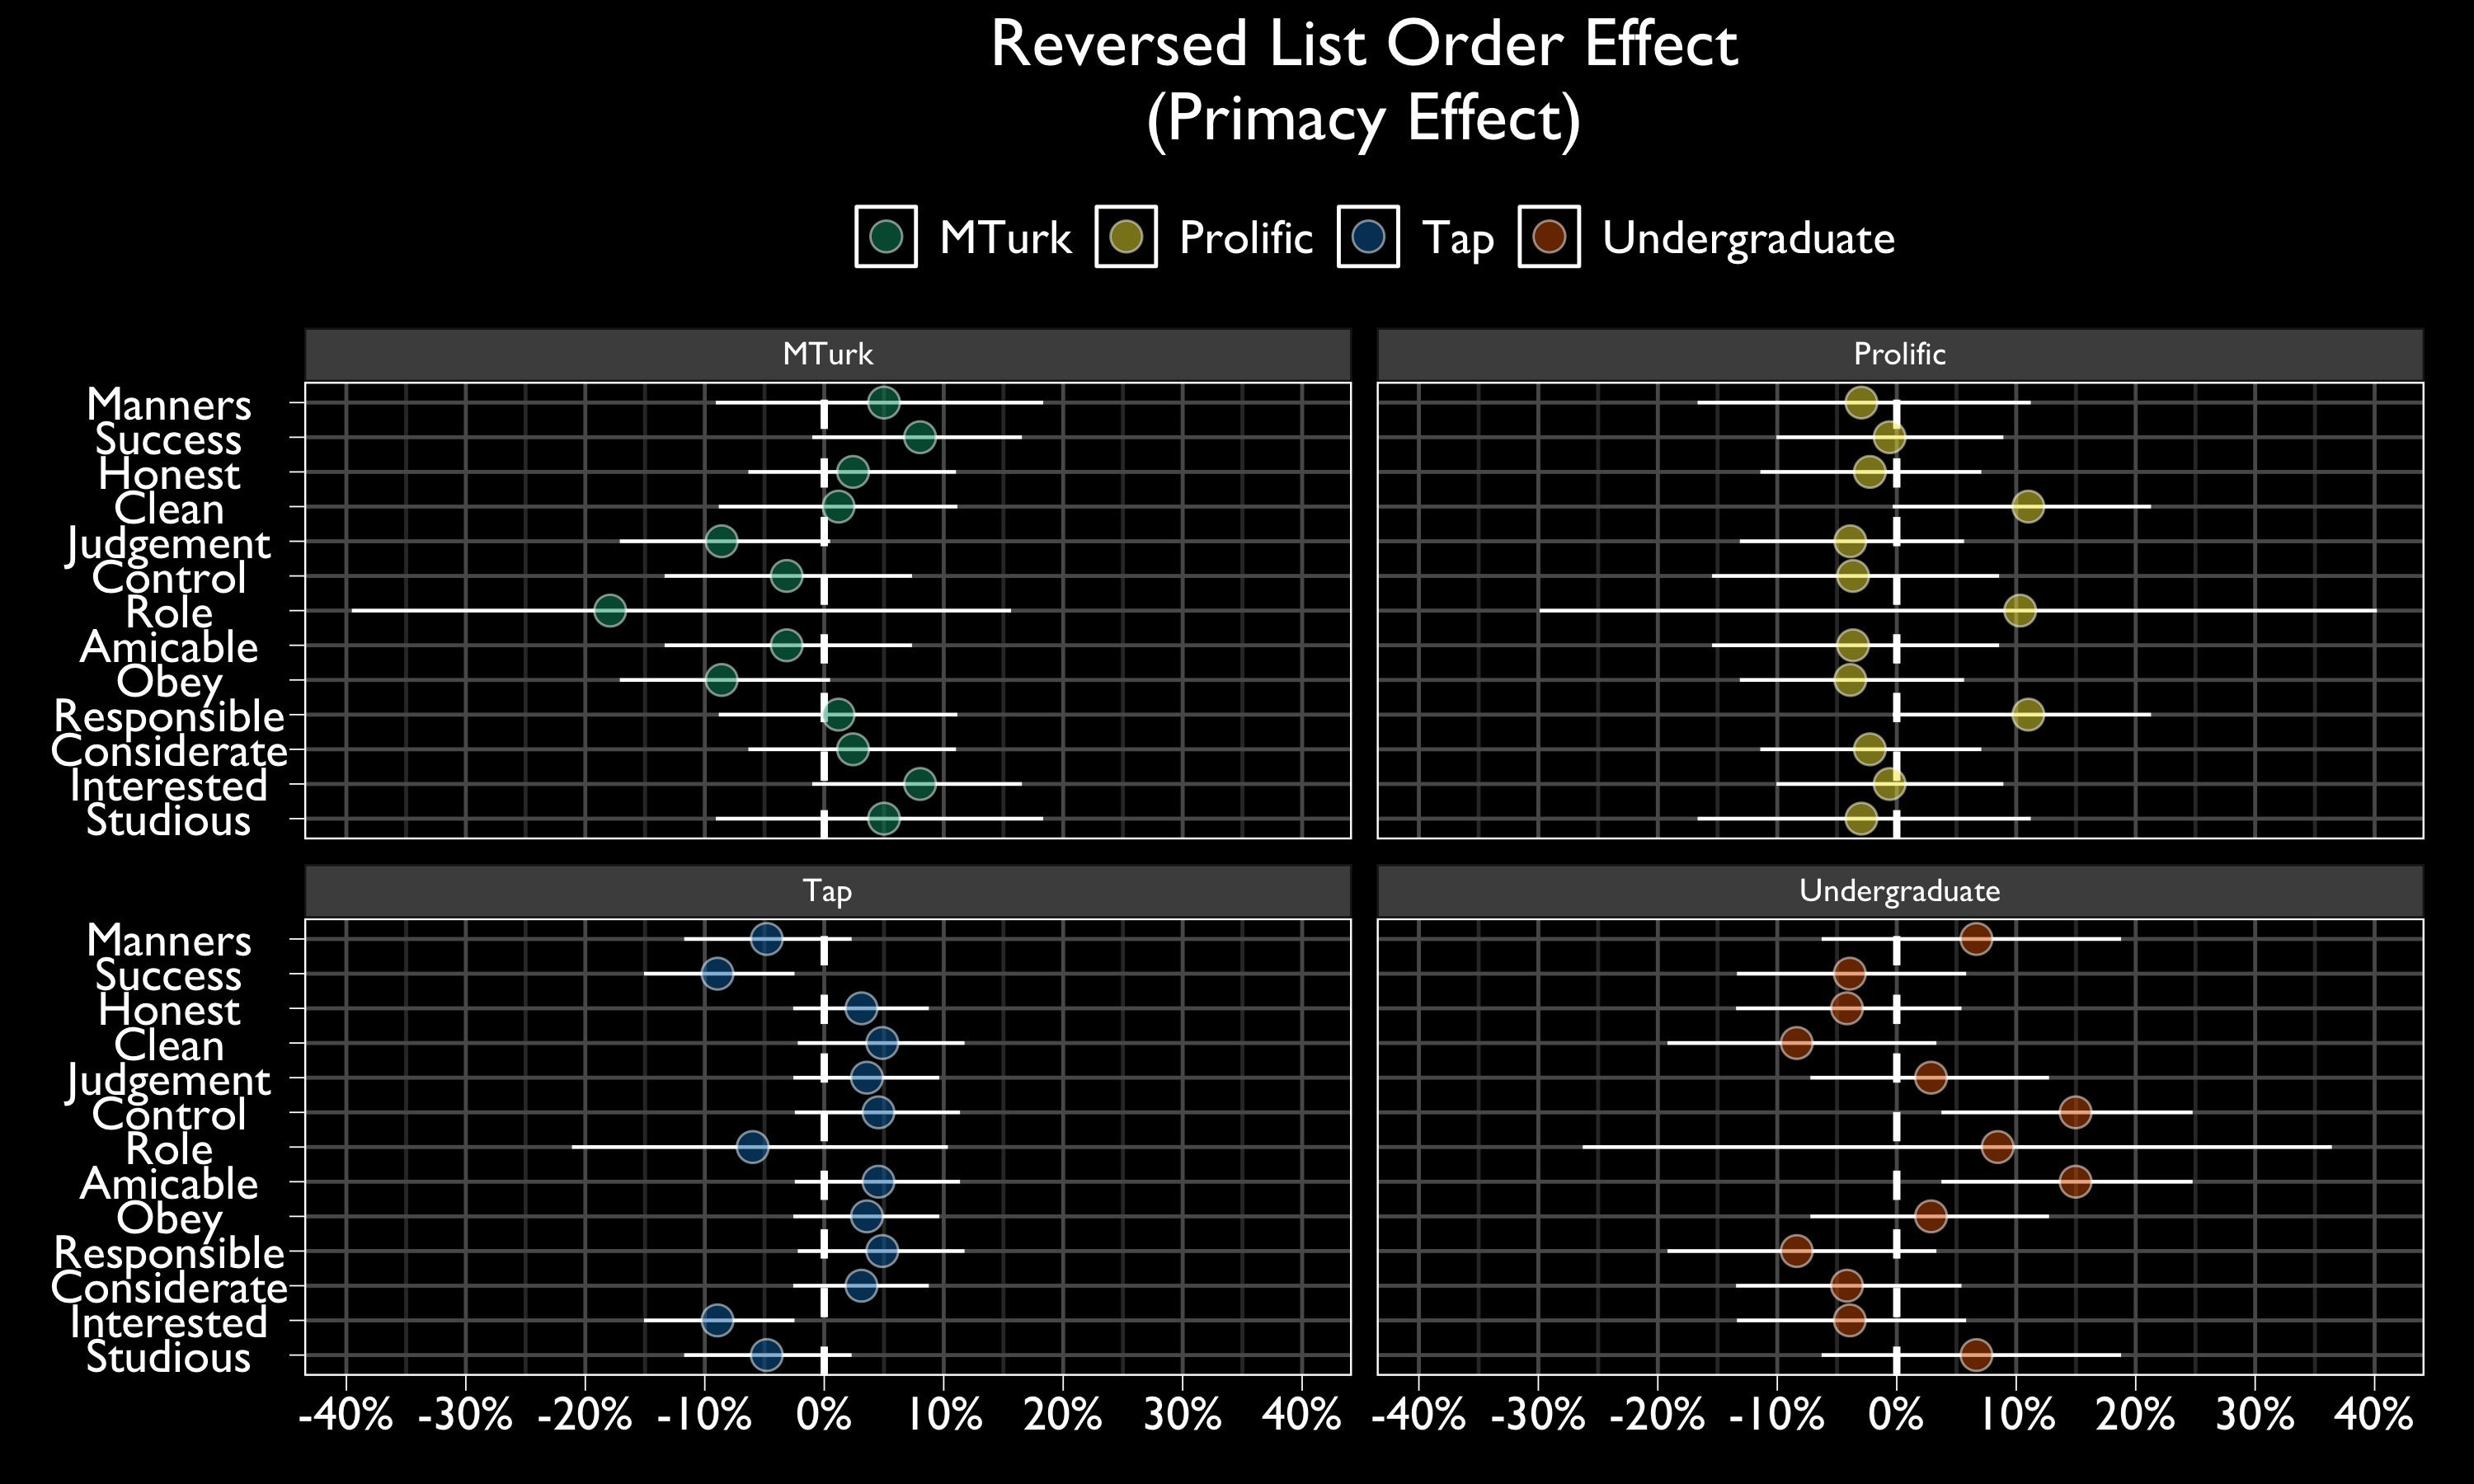 Reversed List Order Effect
(Primacy Effect)
MTurk Prolific Tap Undergraduate
MTurk
Prolific
Manners
Success
Honest
Clean
Judgement
Control
Role
Amicable
Obey
Responsible
Considerate
Interested
Studious
Tap
Undergraduate
Manners
Success
Honest
Clean
Judgement
Control
Role
Amicable
Obey
Responsible
Considerate
Interested
Studious
-40% -30% -20% -10% 0% 10% 20% 30% 40%
-40% -30% -20% -10% 0% 10% 20% 30% 40%